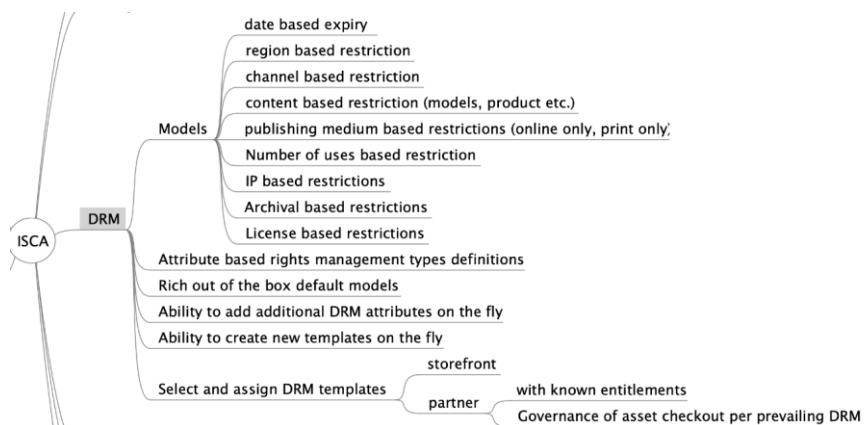 date based expiry
region based restriction
channel based restriction
content based restriction (models, product etc.)
Models
publishing medium based restrictions (online only, print only)
Number of uses based restriction
IP based restrictions
Archival based restrictions
License based restrictions
DRM
ISCA
Attribute based rights management types definitions
Rich out of the box default models
Ability to add additional DRM attributes on the fly
Ability to create new templates on the fly
Select and assign DRM templates
storefront
partner
with known entitlements
Governance of asset checkout per prevailing DRM